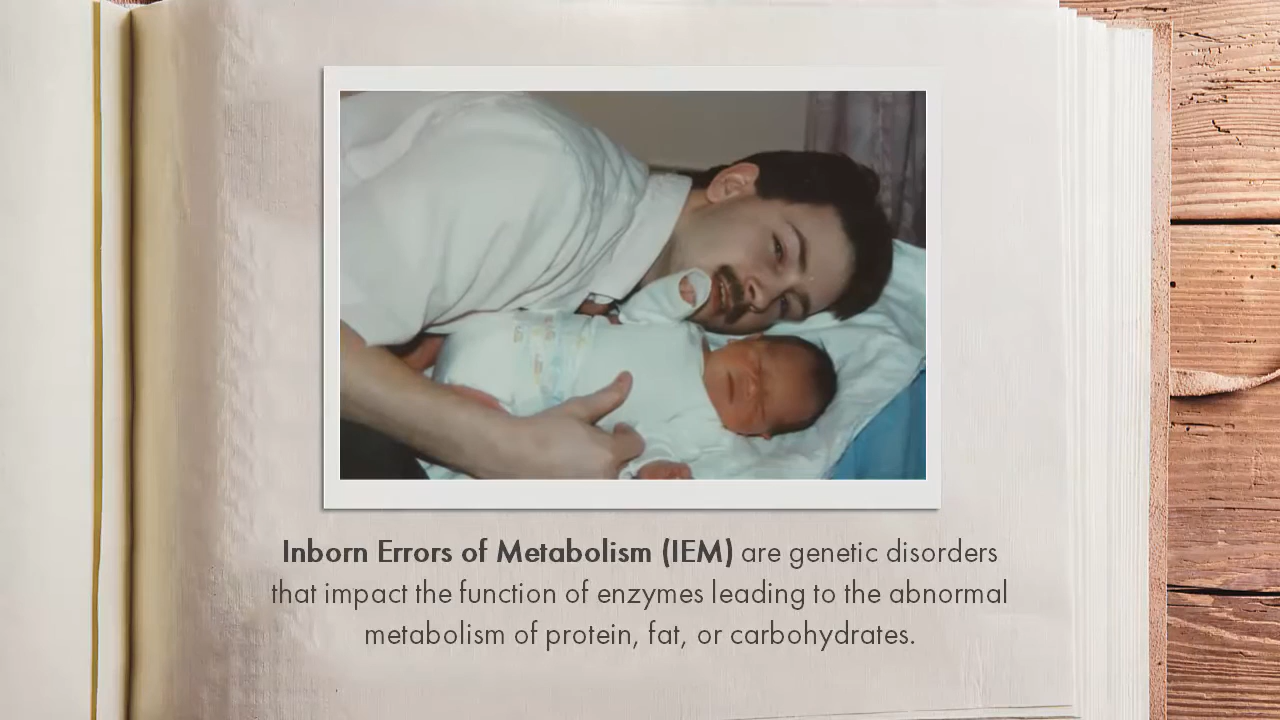 Inborn Errors of Metabolism (IEM) are genetic disorders
that impact the function of enzymes leading to the abnormal
metabolism of protein, fat, or carbohydrates.